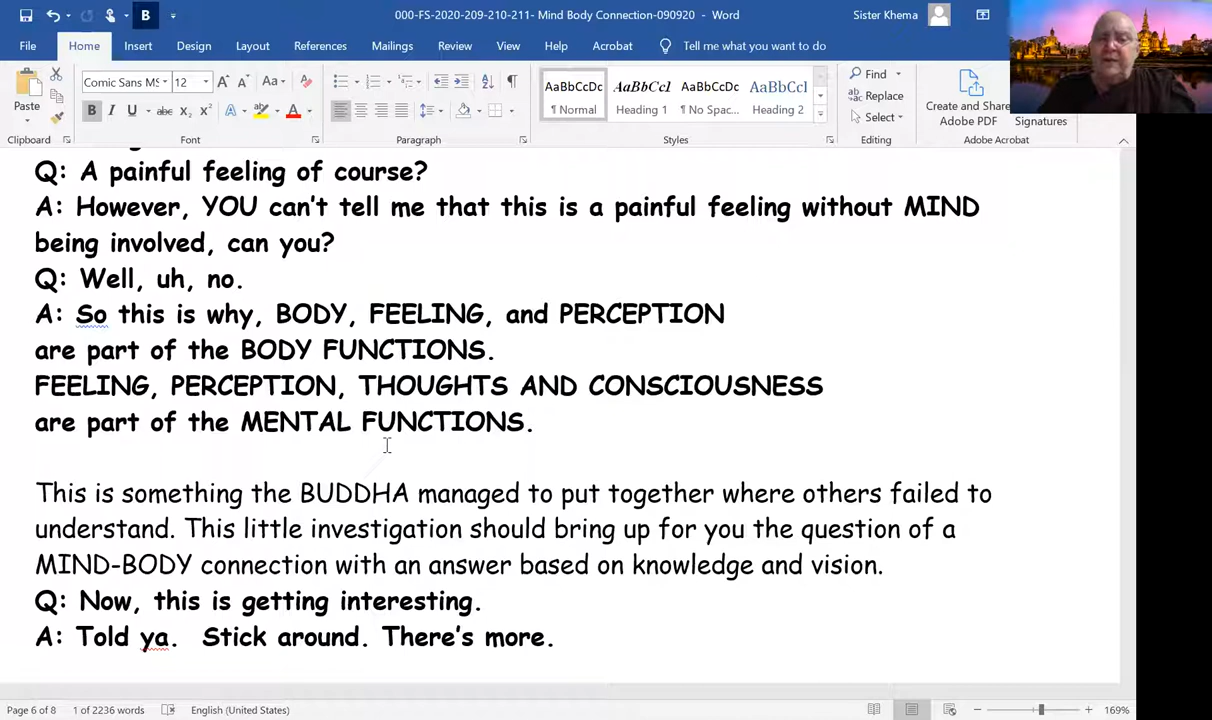 000-FS-2020-209-210-211- Mind Body Connection-090920 - Word
Sister Khema
File Home Insert Design Layout References Mailings Review View Help Acrobat Tell me what you want to do
Paste
Comic Sans MS 12
AaBbCcDc AaBbCcI AaBbCcDc AaBbCcI
¶ Normal Heading 1 ¶ No Spac... Heading 2
Find
Replace
Select
Create and Share Adobe PDF
Signatures
Clipboard Font Paragraph Styles Editing Adobe Acrobat
Q: A painful feeling of course?
A: However, YOU can't tell me that this is a painful feeling without MIND
being involved, can you?
Q: Well, uh, no.
A: So this is why, BODY, FEELING, and PERCEPTION
are part of the BODY FUNCTIONS.
FEELING, PERCEPTION, THOUGHTS AND CONSCIOUSNESS
are part of the MENTAL FUNCTIONS.
This is something the BUDDHA managed to put together where others failed to
understand. This little investigation should bring up for you the question of a
MIND-BODY connection with an answer based on knowledge and vision.
Q: Now, this is getting interesting.
A: Told ya. Stick around. There's more.
Page 6 of 8 1 of 2236 words English (United States) 169%